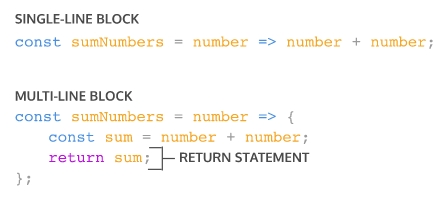 SINGLE-LINE BLOCK
const sumNumbers = number => number + number;
MULTI-LINE BLOCK
const sumNumbers = number => {
const sum = number + number;
return sum; RETURN STATEMENT
};